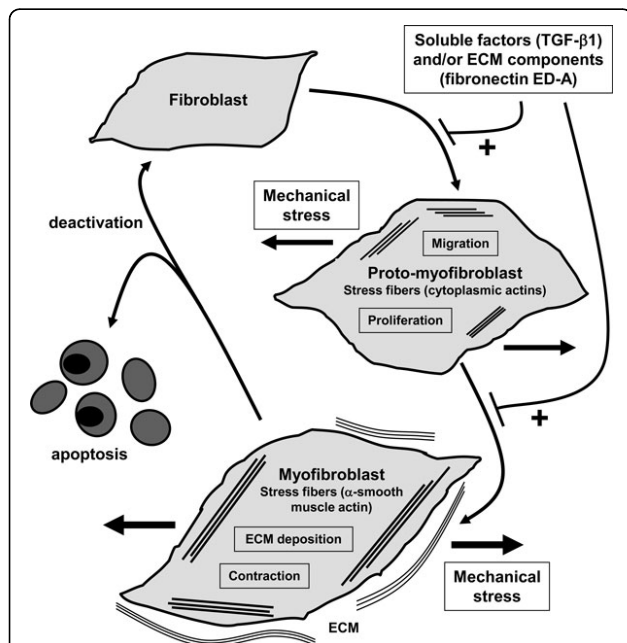 Soluble factors (TGF-β1)
and/or ECM components
(fibronectin ED-A)
Fibroblast
+
Mechanical
stress
deactivation
Migration
Proto-myofibroblast
Stress fibers (cytoplasmic actins)
Proliferation
+
apoptosis
Myofibroblast
Stress fibers (α-smooth
muscle actin)
ECM deposition
Contraction
Mechanical
stress
ECM